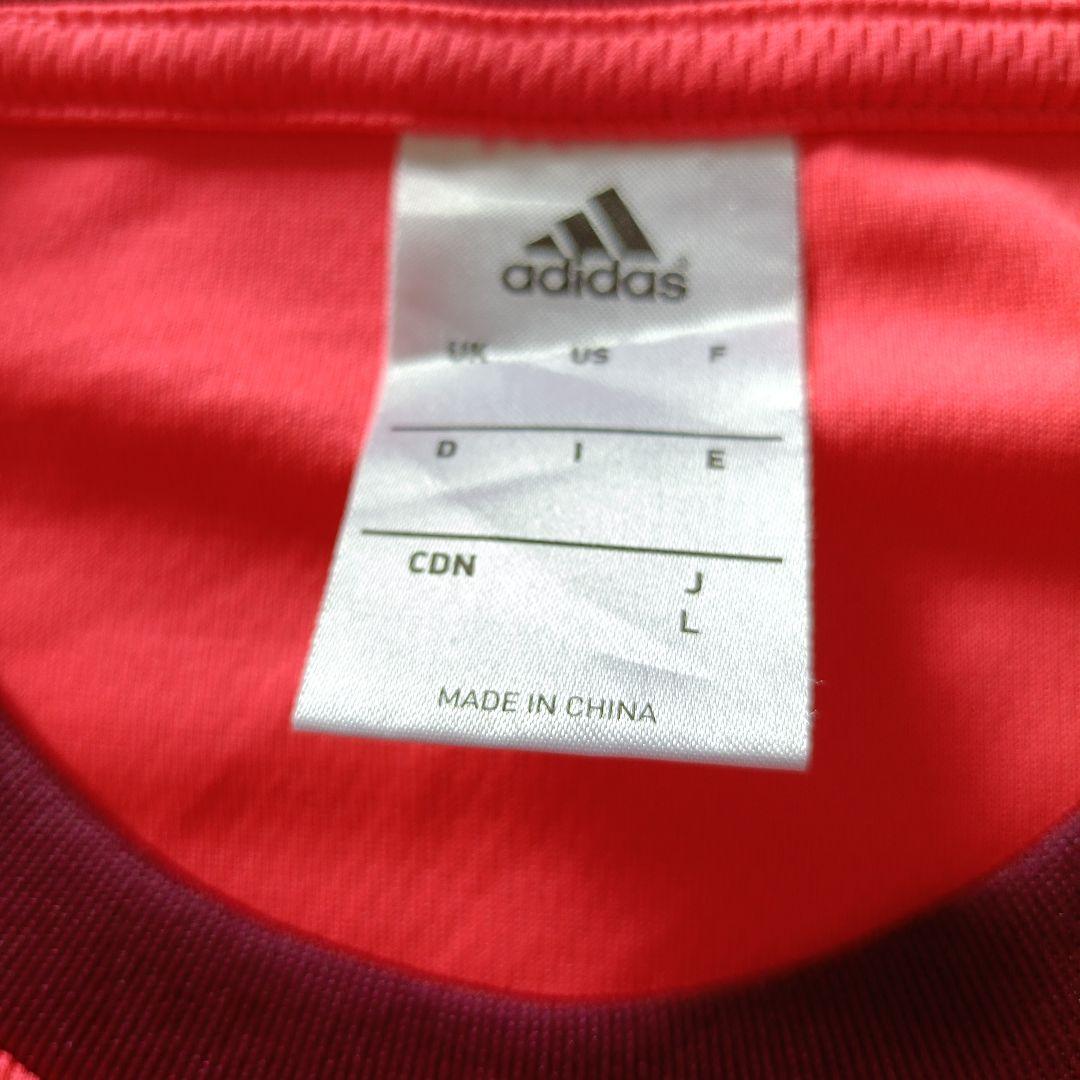 adidas
UK US F
D I E
CDN J
L
MADE IN CHINA